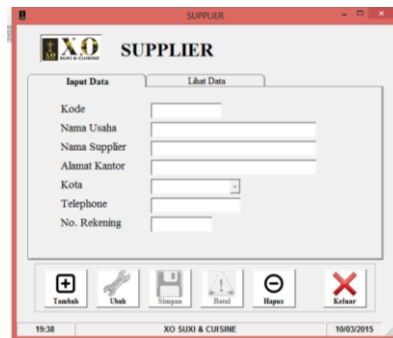 SUPPLIER
XO
XO SUXI & CUISINE
SUPPLIER
Input Data Lihat Data
Kode
Nama Usaha
Nama Supplier
Alamat Kantor
Kota
Telephone
No. Rekening
Tambah Ubah Simpan Batal Hapus Keluar
19:38 XO SUXI & CUISINE 10/03/2015